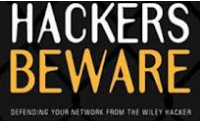 HACKERS
BEWARE
DEFENDING YOUR NETWORK FROM THE WILEY HACKER